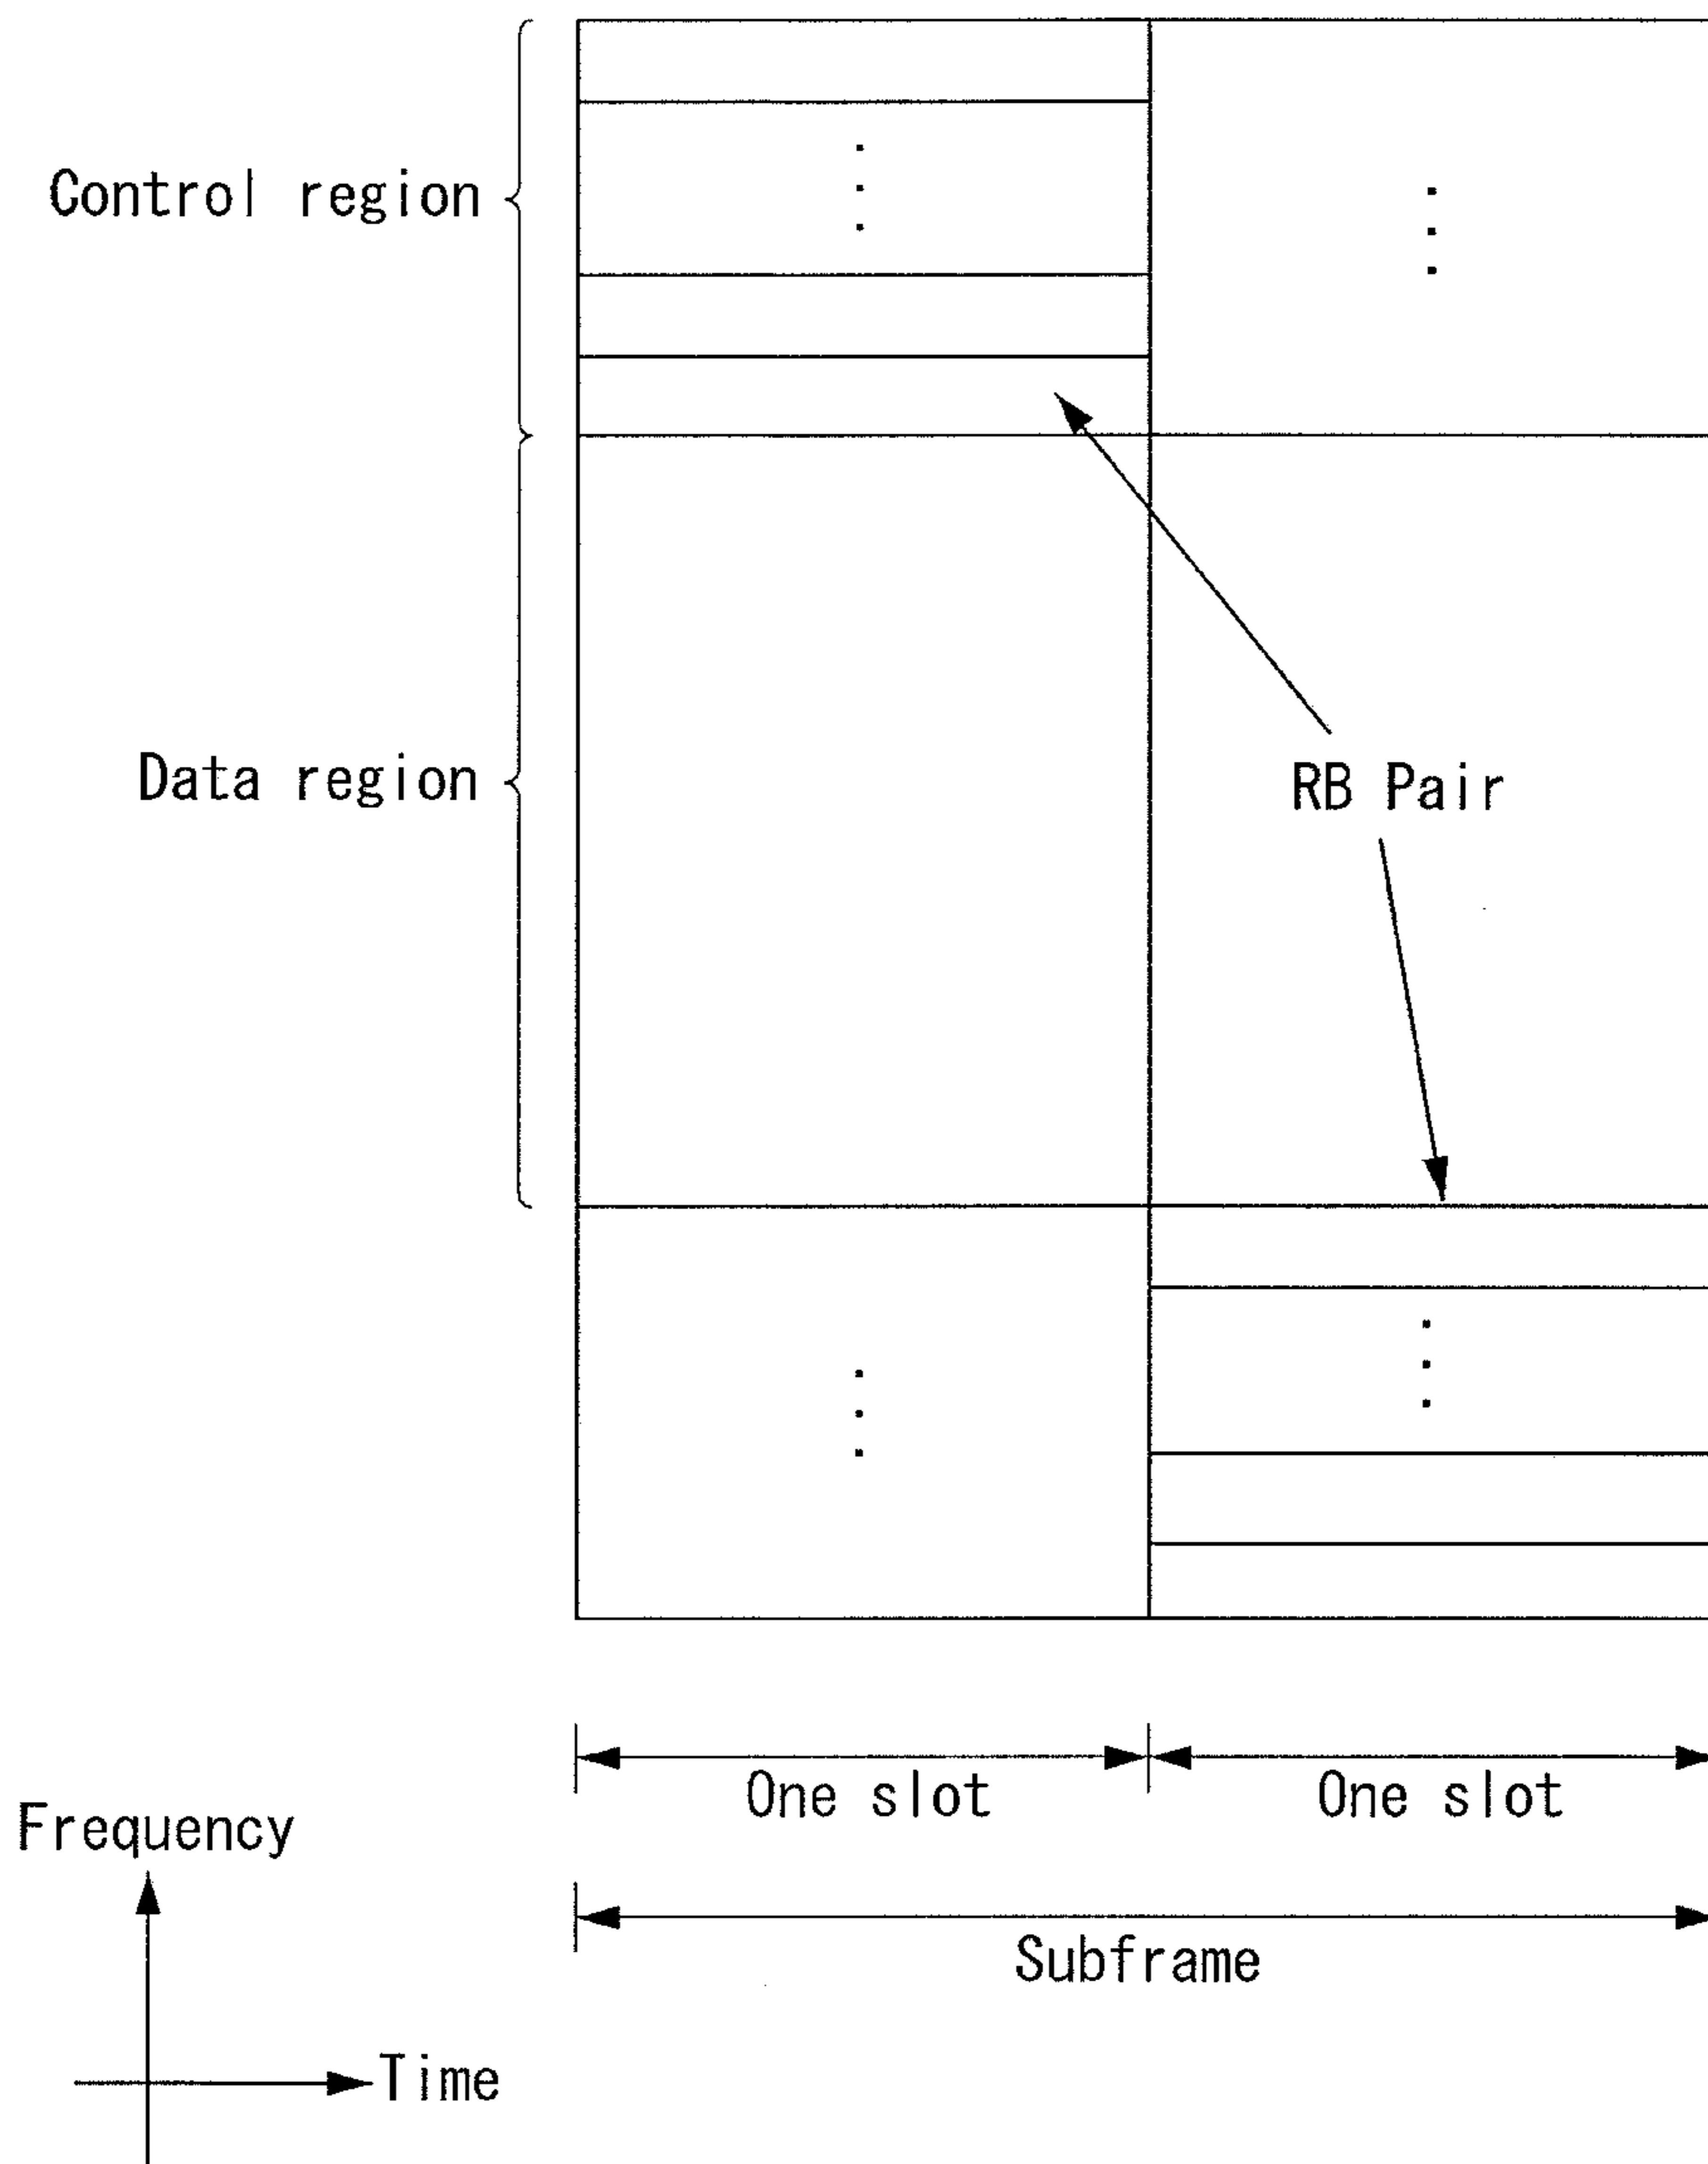 Control region
Data region
RB Pair
One slot
One slot
Subframe
Frequency
Time